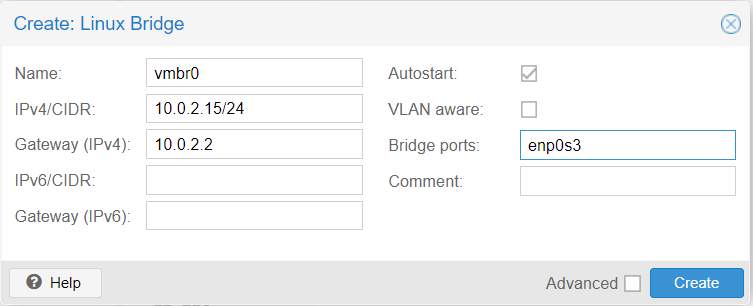 Create: Linux Bridge
Name: vmbr0 Autostart:
IPv4/CIDR: 10.0.2.15/24 VLAN aware:
Gateway (IPv4): 10.0.2.2 Bridge ports: enp0s3
IPv6/CIDR: Comment:
Gateway (IPv6):
Help Advanced Create